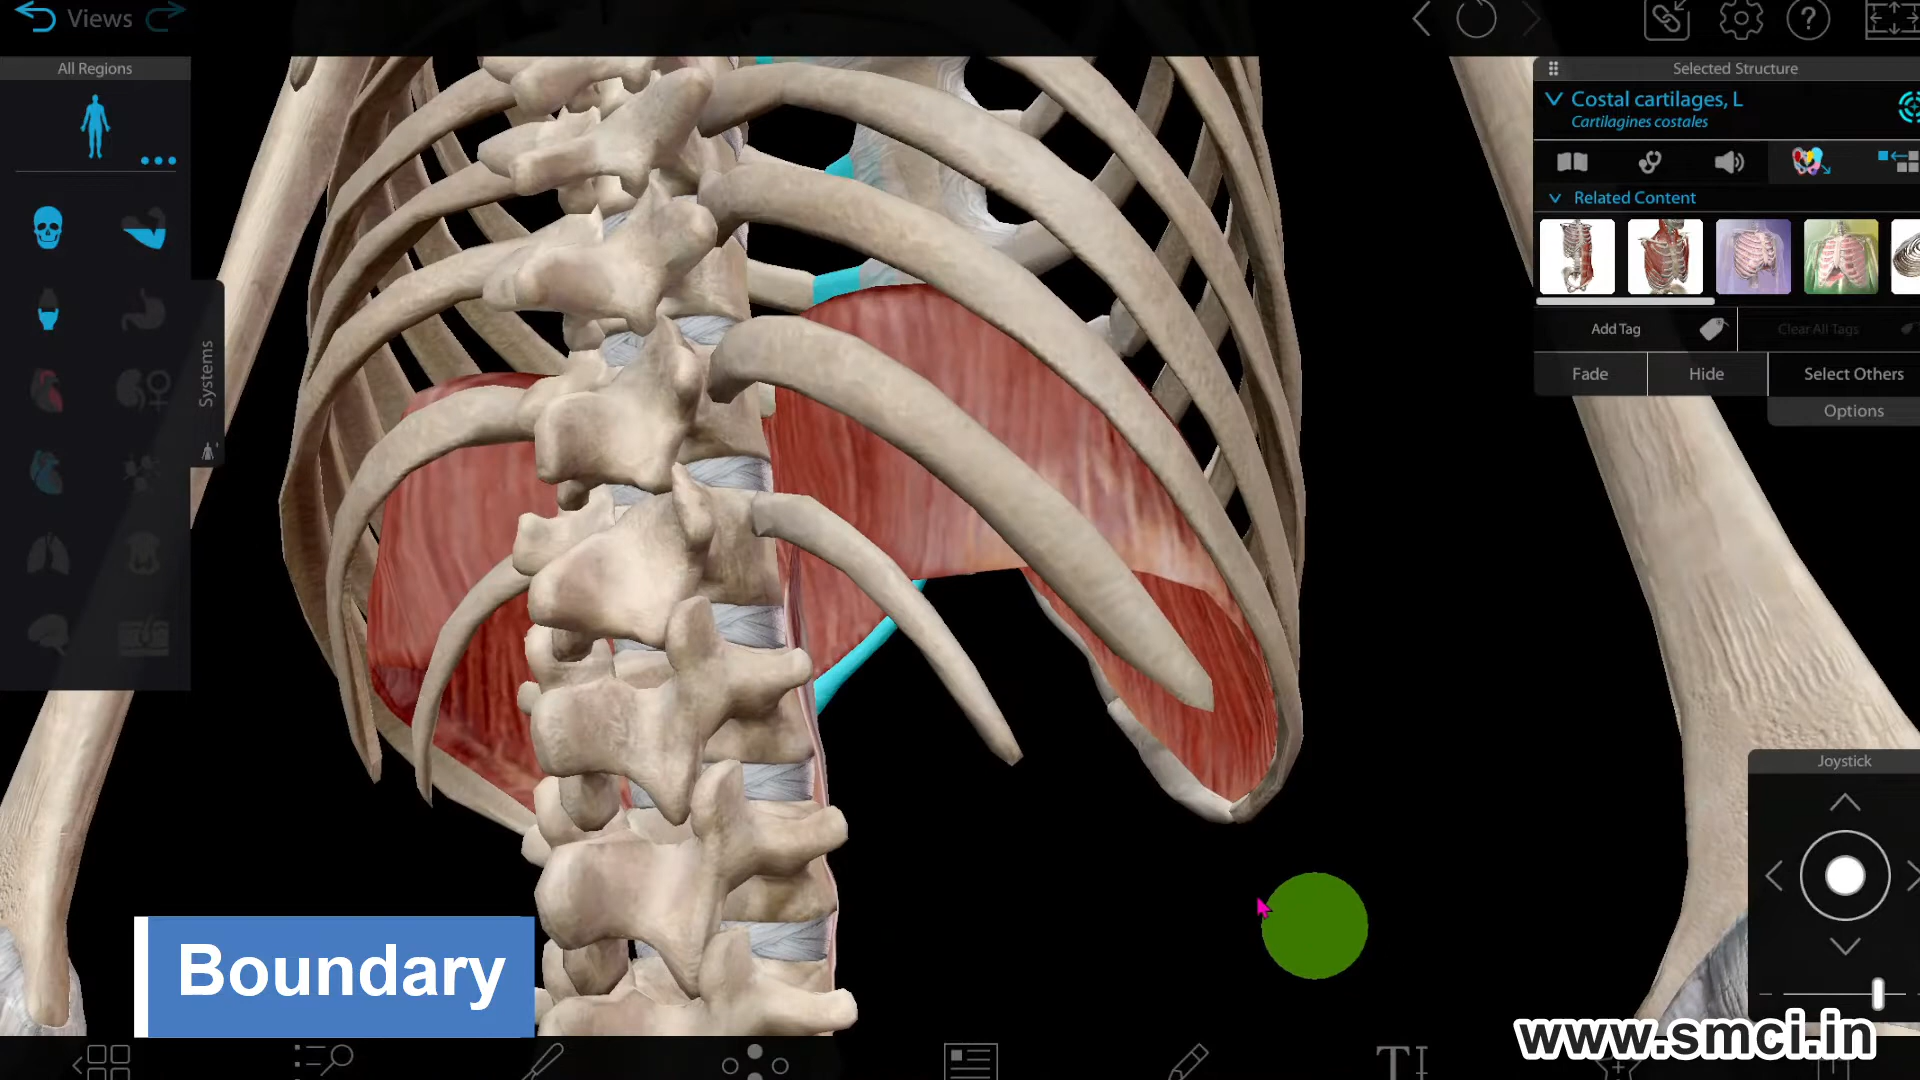 Views
All Regions
Systems
Selected Structure
Costal cartilages, L
Cartilagines costales
Related Content
Add Tag
Clear All Tags
Fade
Hide
Select Others
Options
Joystick
Boundary
www.smci.in